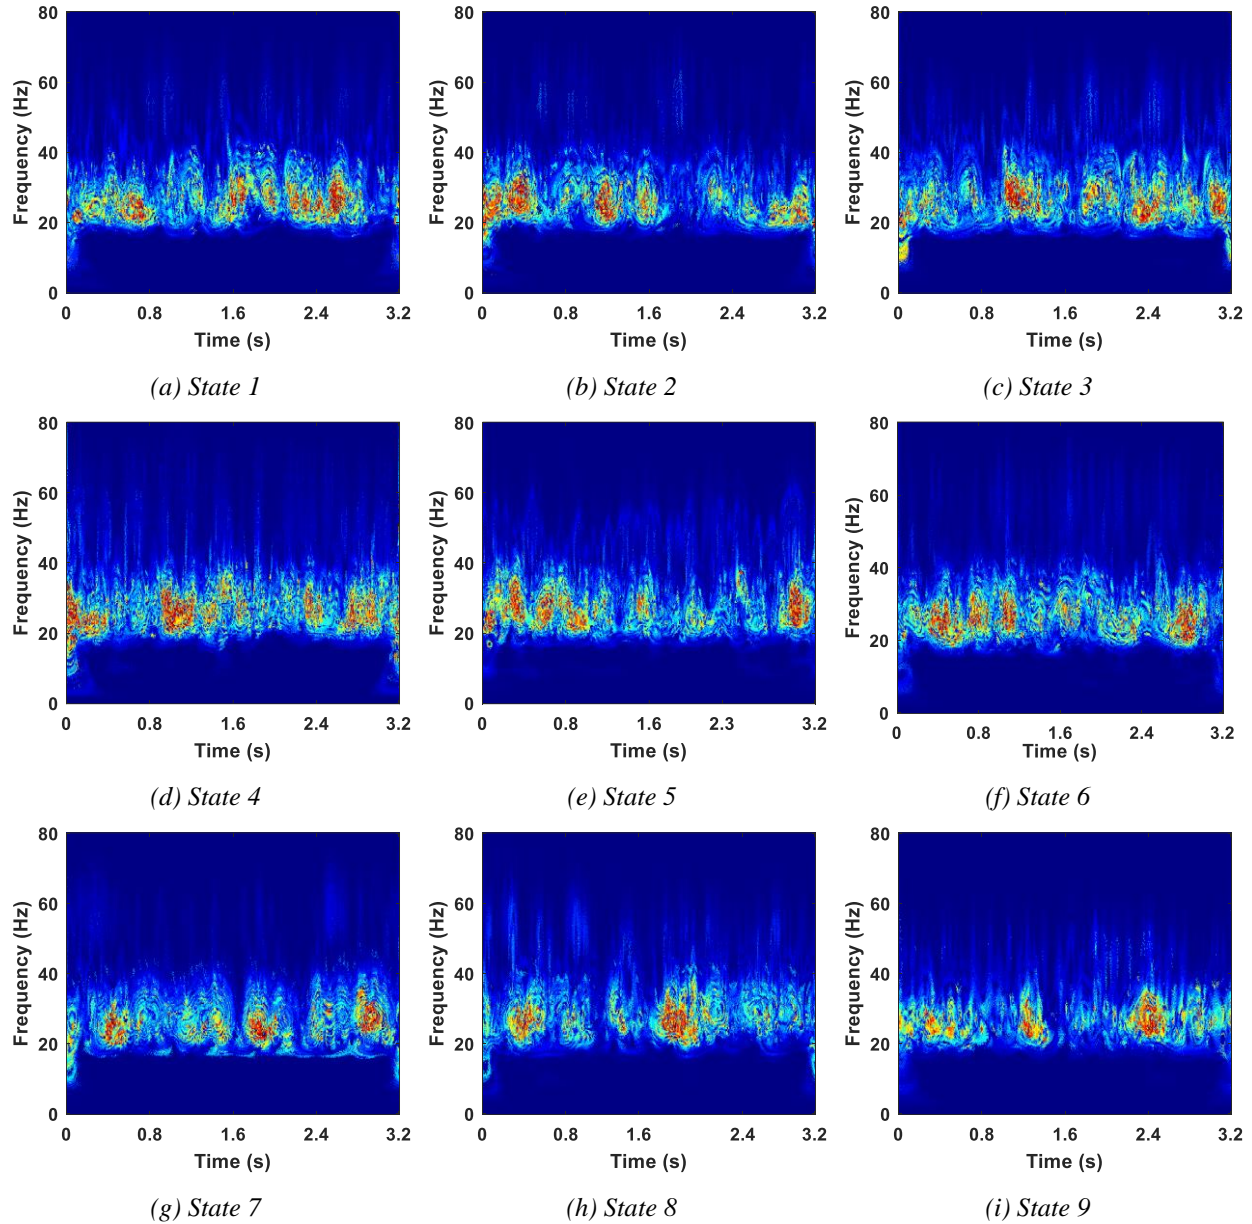 80 80 80
60 60 60
40 40 40
20 20 20
0 0 0
Frequency (Hz) Frequency (Hz) Frequency (Hz)
0 0.8 1.6 2.4 3.2 0 0.8 1.6 2.4 3.2 0 0.8 1.6 2.4 3.2
Time (s) Time (s) Time (s)
(a) State 1 (b) State 2 (c) State 3
80 80 80
60 60 60
40 40 40
20 20 20
0 0 0
Frequency (Hz) Frequency (Hz) Frequency (Hz)
0 0.8 1.6 2.4 3.2 0 0.8 1.6 2.3 3.2 0 0.8 1.6 2.4 3.2
Time (s) Time (s) Time (s)
(d) State 4 (e) State 5 (f) State 6
80 80 80
60 60 60
40 40 40
20 20 20
0 0 0
Frequency (Hz) Frequency (Hz) Frequency (Hz)
0 0.8 1.6 2.4 3.2 0 0.8 1.6 2.4 3.2 0 0.8 1.6 2.4 3.2
Time (s) Time (s) Time (s)
(g) State 7 (h) State 8 (i) State 9